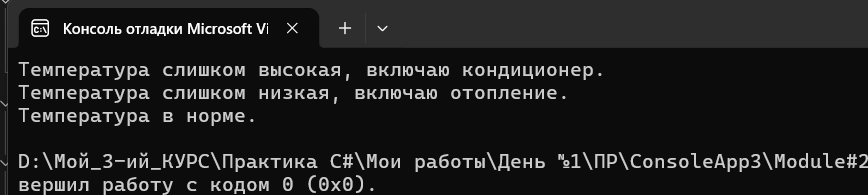 Консоль отладки Microsoft Vi
Температура слишком высокая, включаю кондиционер.
Температура слишком низкая, включаю отопление.
Температура в норме.
D:\Мой_3-ий_КУРС\Практика C#\Мои работы\День №1\ПР\ConsoleApp3\Module#2
вершил работу с кодом 0 (0x0).